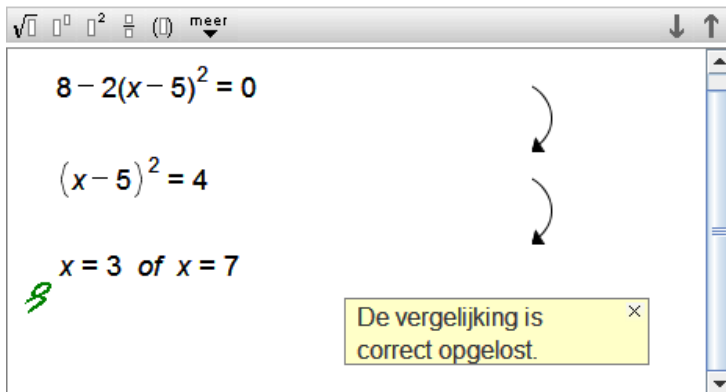 meer
8 − 2(x − 5)² = 0
(x − 5)² = 4
x = 3 of x = 7
De vergelijking is
correct opgelost.